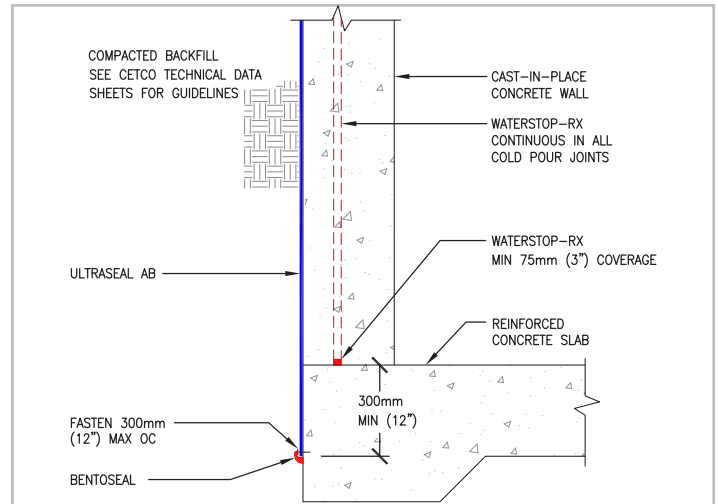 COMPACTED BACKFILL
SEE CETCO TECHNICAL DATA
SHEETS FOR GUIDELINES
CAST-IN-PLACE
CONCRETE WALL
WATERSTOP-RX
CONTINUOUS IN ALL
COLD POUR JOINTS
WATERSTOP-RX
MIN 75mm (3") COVERAGE
ULTRASEAL AB
REINFORCED
CONCRETE SLAB
300mm
MIN (12")
FASTEN 300mm
(12") MAX OC
BENTOSEAL